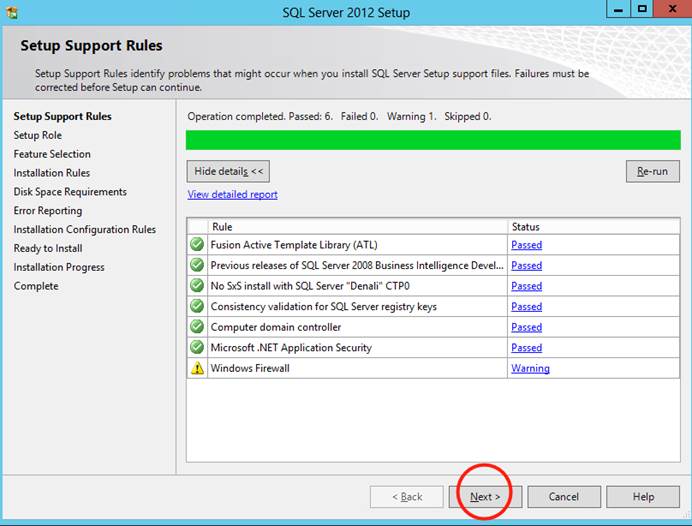 SQL Server 2012 Setup
Setup Support Rules
Setup Support Rules identify problems that might occur when you install SQL Server Setup support files. Failures must be
corrected before Setup can continue.
Setup Support Rules
Setup Role
Feature Selection
Installation Rules
Disk Space Requirements
Error Reporting
Installation Configuration Rules
Ready to Install
Installation Progress
Complete
Operation completed. Passed: 6. Failed 0. Warning 1. Skipped 0.
Hide details <<
Re-run
View detailed report
Rule Status
Fusion Active Template Library (ATL) Passed
Previous releases of SQL Server 2008 Business Intelligence Devel... Passed
No SxS install with SQL Server "Denali" CTP0 Passed
Consistency validation for SQL Server registry keys Passed
Computer domain controller Passed
Microsoft .NET Application Security Passed
Windows Firewall Warning
< Back Next > Cancel Help